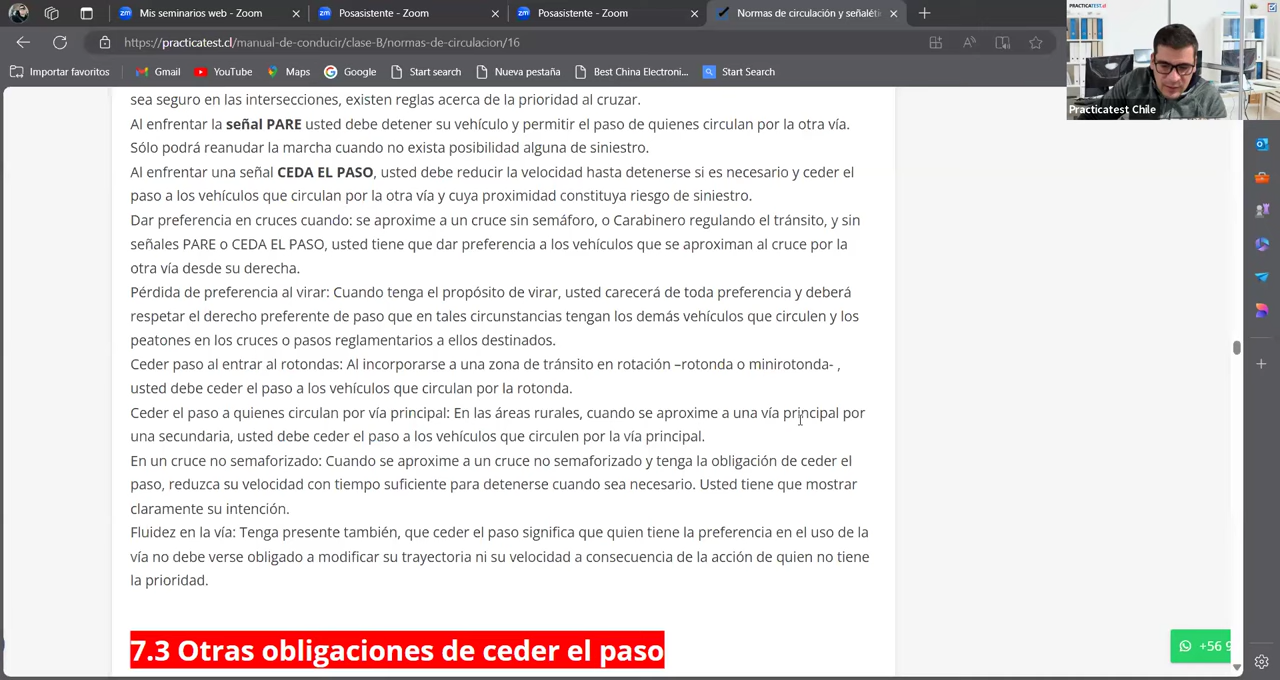 Mis seminarios web - Zoom
Posasistente - Zoom
Posasistente - Zoom
Normas de circulación y señaléti
https://practicatest.cl/manual-de-conducir/clase-B/normas-de-circulacion/16
Importar favoritos
Gmail
YouTube
Maps
Google
Start search
Nueva pestaña
Best China Electroni...
Start Search
PRACTICATEST.cl
Practicatest Chile
sea seguro en las intersecciones, existen reglas acerca de la prioridad al cruzar.
Al enfrentar la señal PARE usted debe detener su vehículo y permitir el paso de quienes circulan por la otra vía.
Sólo podrá reanudar la marcha cuando no exista posibilidad alguna de siniestro.
Al enfrentar una señal CEDA EL PASO, usted debe reducir la velocidad hasta detenerse si es necesario y ceder el
paso a los vehículos que circulan por la otra vía y cuya proximidad constituya riesgo de siniestro.
Dar preferencia en cruces cuando: se aproxime a un cruce sin semáforo, o Carabinero regulando el tránsito, y sin
señales PARE o CEDA EL PASO, usted tiene que dar preferencia a los vehículos que se aproximan al cruce por la
otra vía desde su derecha.
Pérdida de preferencia al virar: Cuando tenga el propósito de virar, usted carecerá de toda preferencia y deberá
respetar el derecho preferente de paso que en tales circunstancias tengan los demás vehículos que circulen y los
peatones en los cruces o pasos reglamentarios a ellos destinados.
Ceder paso al entrar al rotondas: Al incorporarse a una zona de tránsito en rotación –rotonda o minirotonda- ,
usted debe ceder el paso a los vehículos que circulan por la rotonda.
Ceder el paso a quienes circulan por vía principal: En las áreas rurales, cuando se aproxime a una vía principal por
una secundaria, usted debe ceder el paso a los vehículos que circulen por la vía principal.
En un cruce no semaforizado: Cuando se aproxime a un cruce no semaforizado y tenga la obligación de ceder el
paso, reduzca su velocidad con tiempo suficiente para detenerse cuando sea necesario. Usted tiene que mostrar
claramente su intención.
Fluidez en la vía: Tenga presente también, que ceder el paso significa que quien tiene la preferencia en el uso de la
vía no debe verse obligado a modificar su trayectoria ni su velocidad a consecuencia de la acción de quien no tiene
la prioridad.
7.3 Otras obligaciones de ceder el paso
+56 9